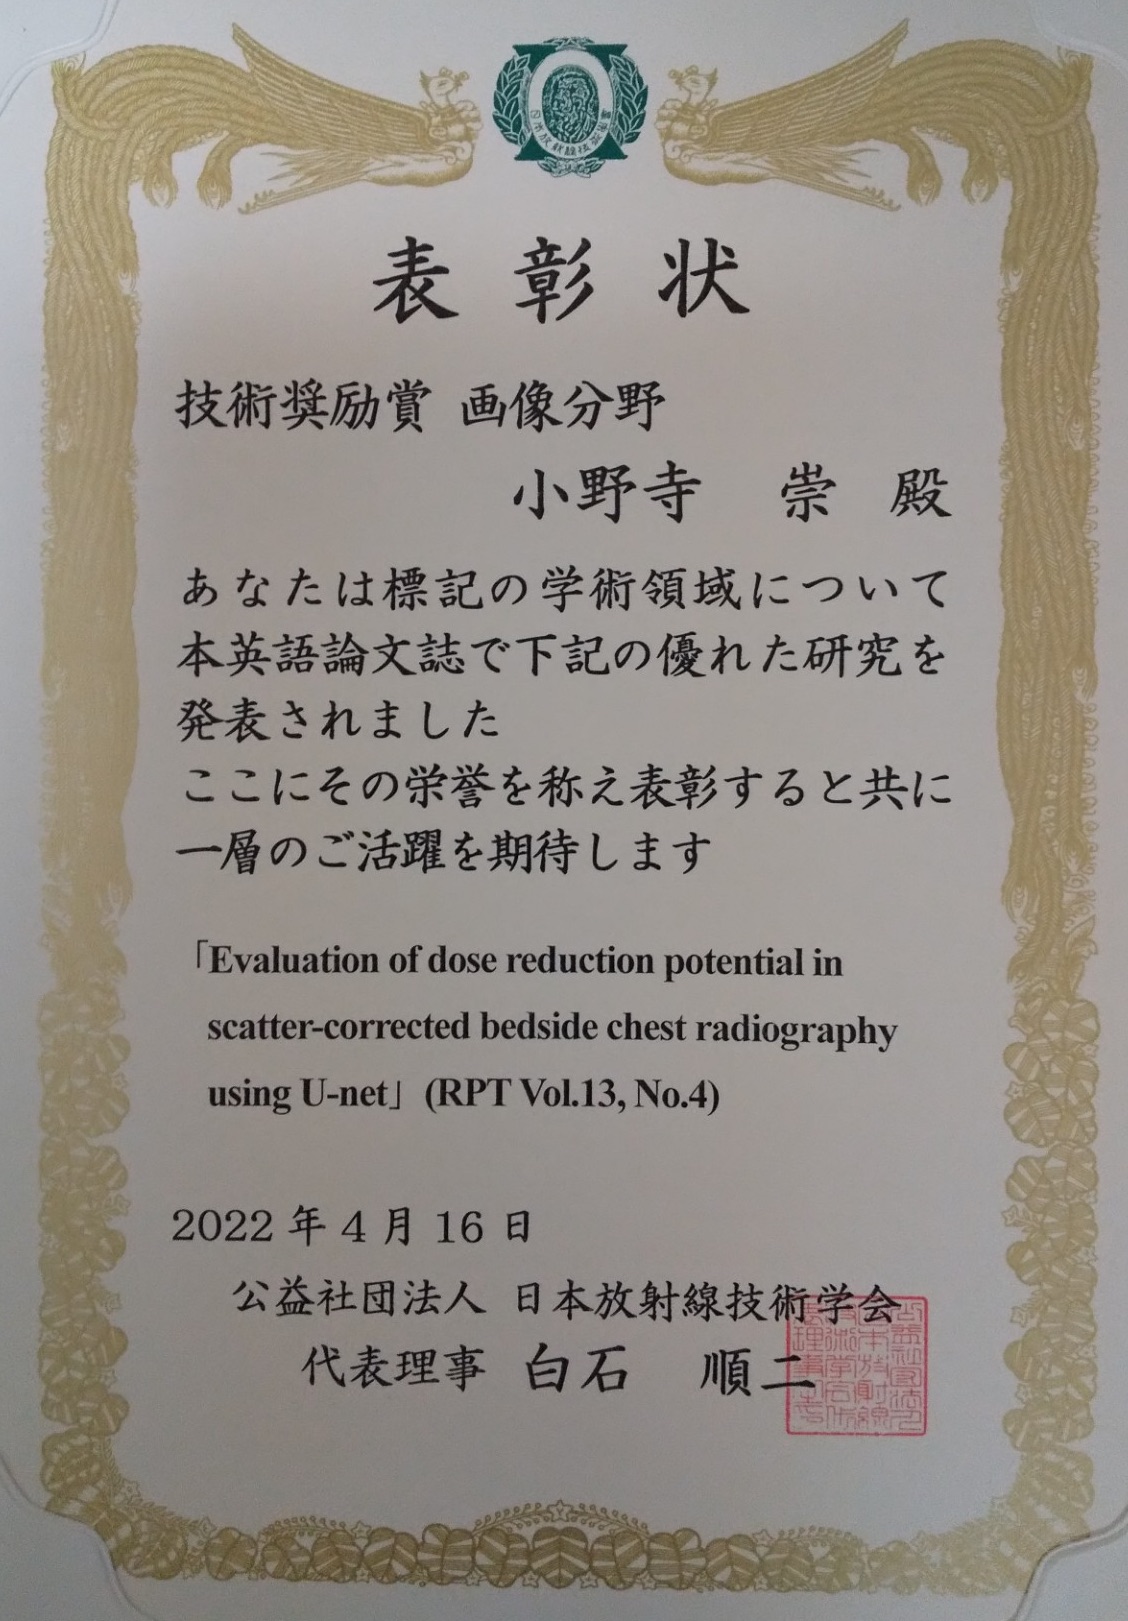 表彰状
技術奨励賞 画像分野
小野寺 崇 殿
あなたは標記の学術領域について
本英語論文誌で下記の優れた研究を
発表されました
ここにその栄誉を称え表彰すると共に
一層のご活躍を期待します
「Evaluation of dose reduction potential in
scatter-corrected bedside chest radiography
using U-net」(RPT Vol.13, No.4)
2022年4月16日
公益社団法人 日本放射線技術学会
代表理事 白石 順二